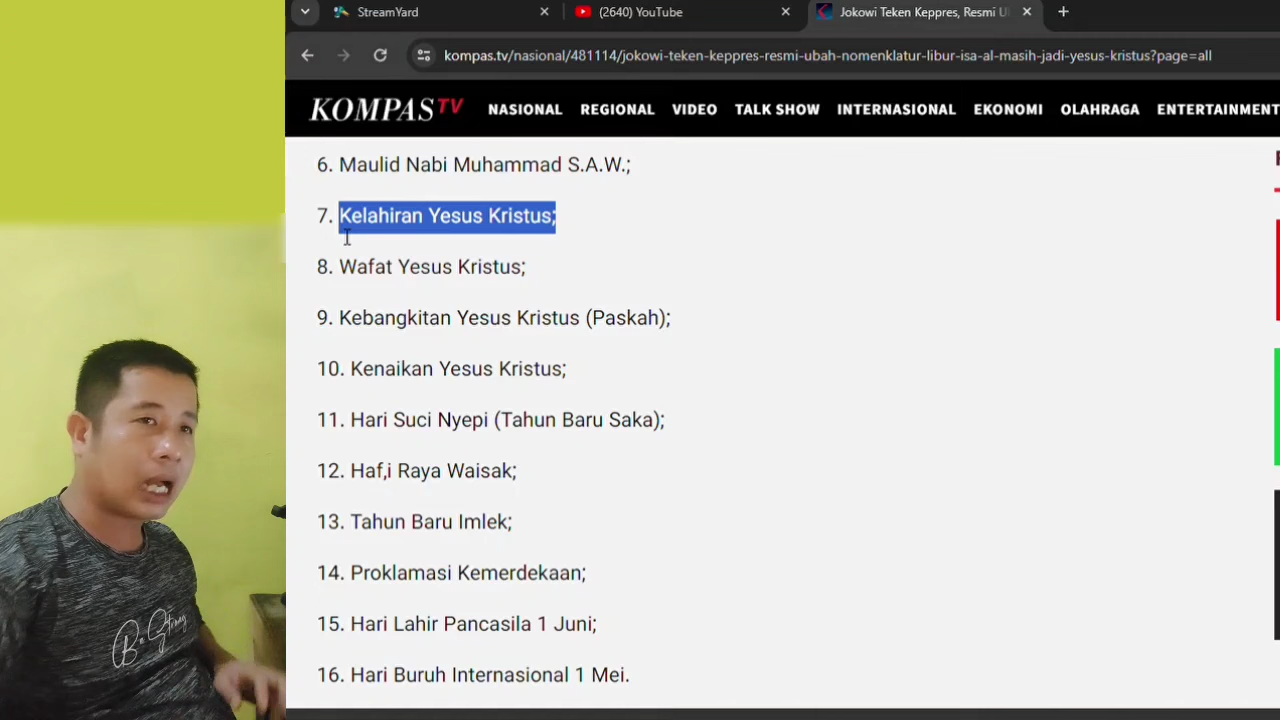 StreamYard
(2640) YouTube
Jokowi Teken Keppres, Resmi U
kompas.tv/nasional/481114/jokowi-teken-keppres-resmi-ubah-nomenklatur-libur-isa-al-masih-jadi-yesus-kristus?page=all
KOMPASTV NASIONAL REGIONAL VIDEO TALK SHOW INTERNASIONAL EKONOMI OLAHRAGA ENTERTAINMENT
6. Maulid Nabi Muhammad S.A.W.;
7. Kelahiran Yesus Kristus;
8. Wafat Yesus Kristus;
9. Kebangkitan Yesus Kristus (Paskah);
10. Kenaikan Yesus Kristus;
11. Hari Suci Nyepi (Tahun Baru Saka);
12. Haf,i Raya Waisak;
13. Tahun Baru Imlek;
14. Proklamasi Kemerdekaan;
15. Hari Lahir Pancasila 1 Juni;
16. Hari Buruh Internasional 1 Mei.